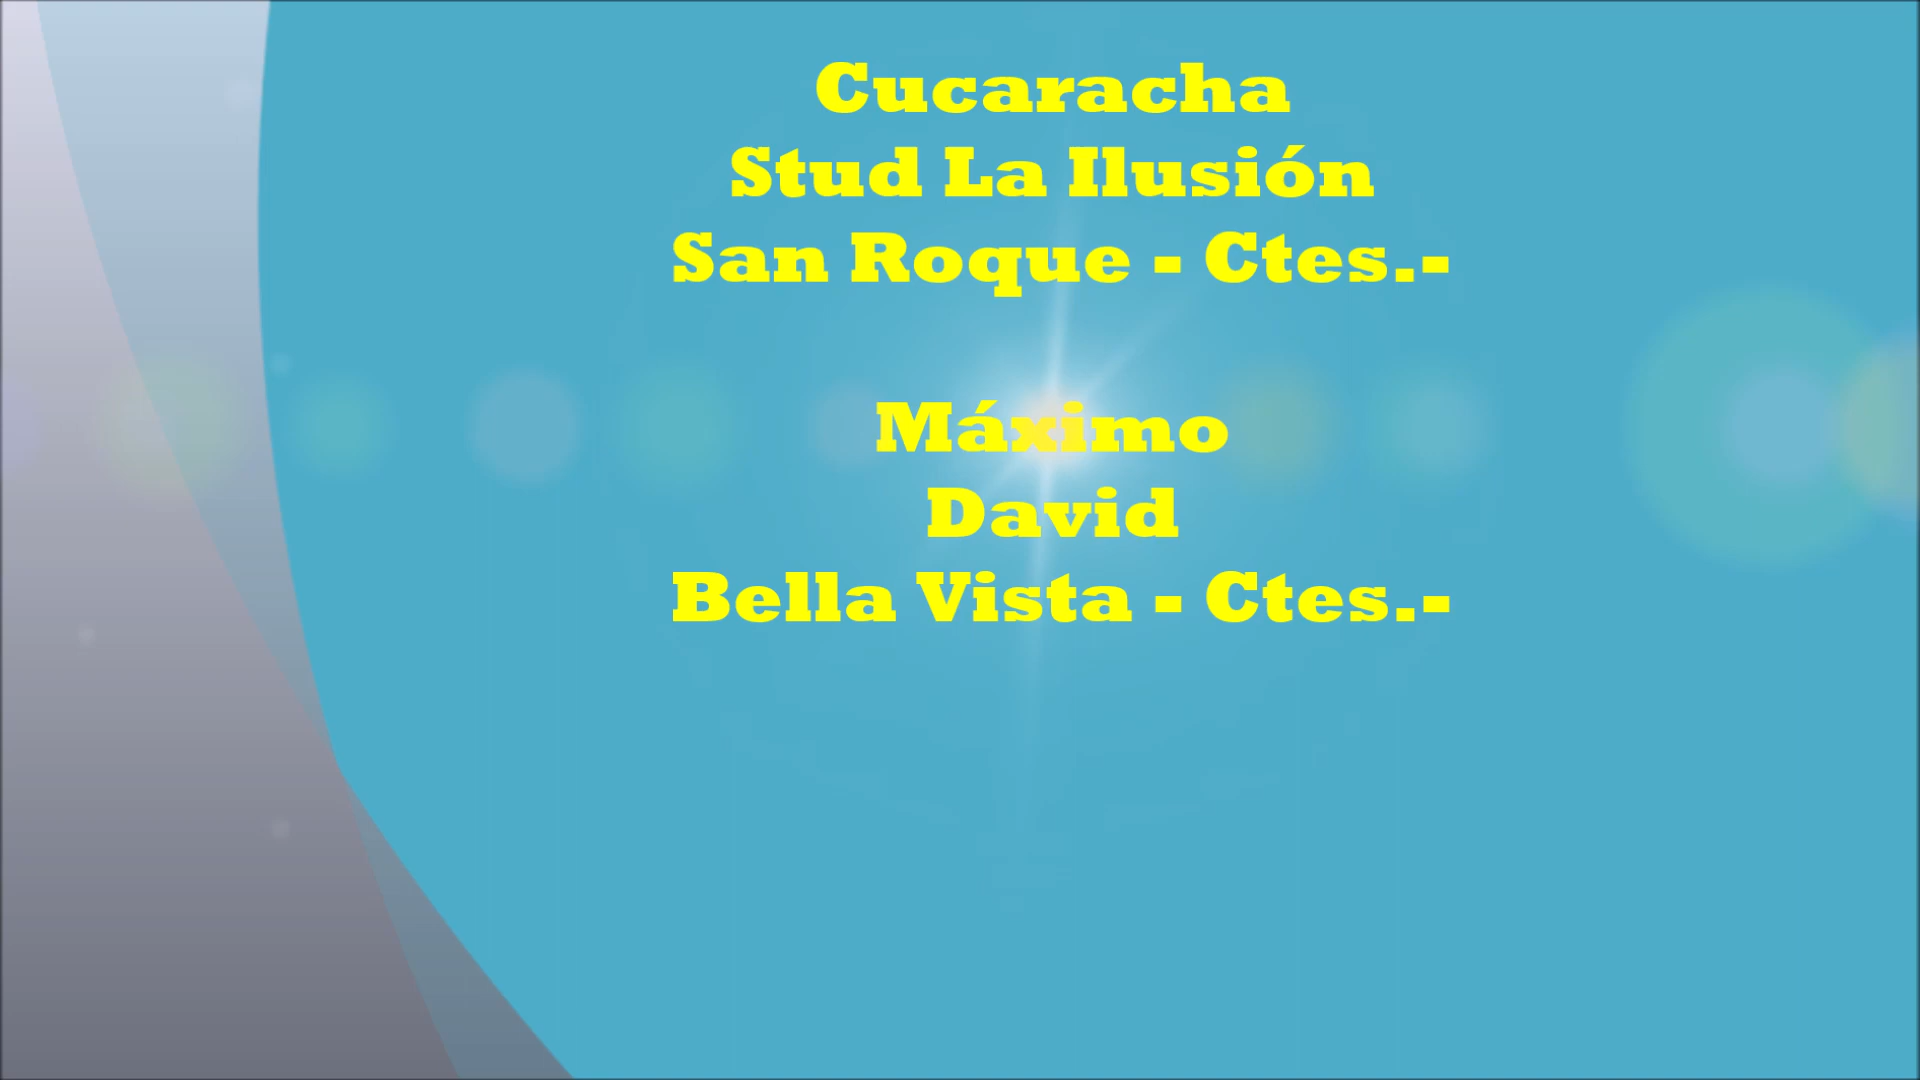 Cucaracha
Stud La Ilusión
San Roque - Ctes.-
Máximo
David
Bella Vista - Ctes.-